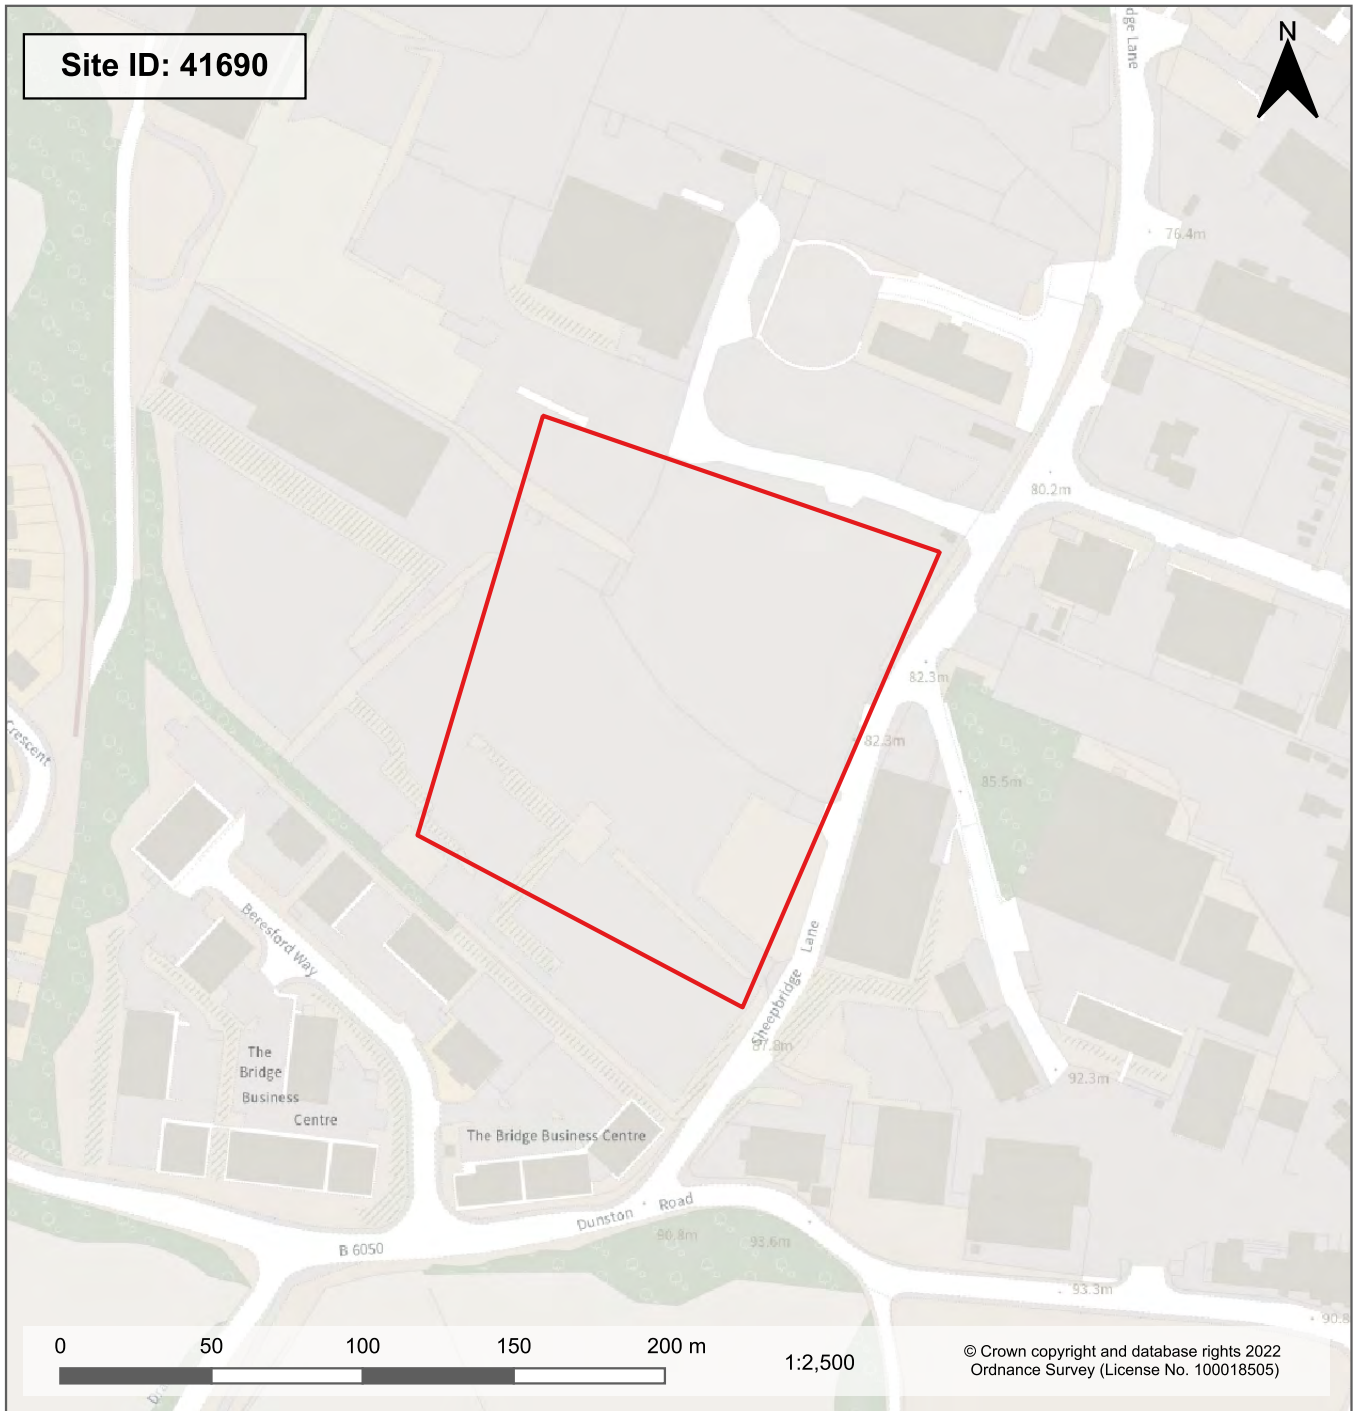 Site ID: 41690
N
dge Lane
76.4m
80.2m
82.3m
82.3m
85.5m
Crescent
Beresford Way
Sheepbridge Lane
87.8m
92.3m
The
Bridge
Business
Centre
The Bridge Business Centre
Dunston Road
B 6050
90.8m
93.6m
93.3m
90.8
0 50 100 150 200 m
1:2,500
© Crown copyright and database rights 2022
Ordnance Survey (License No. 100018505)